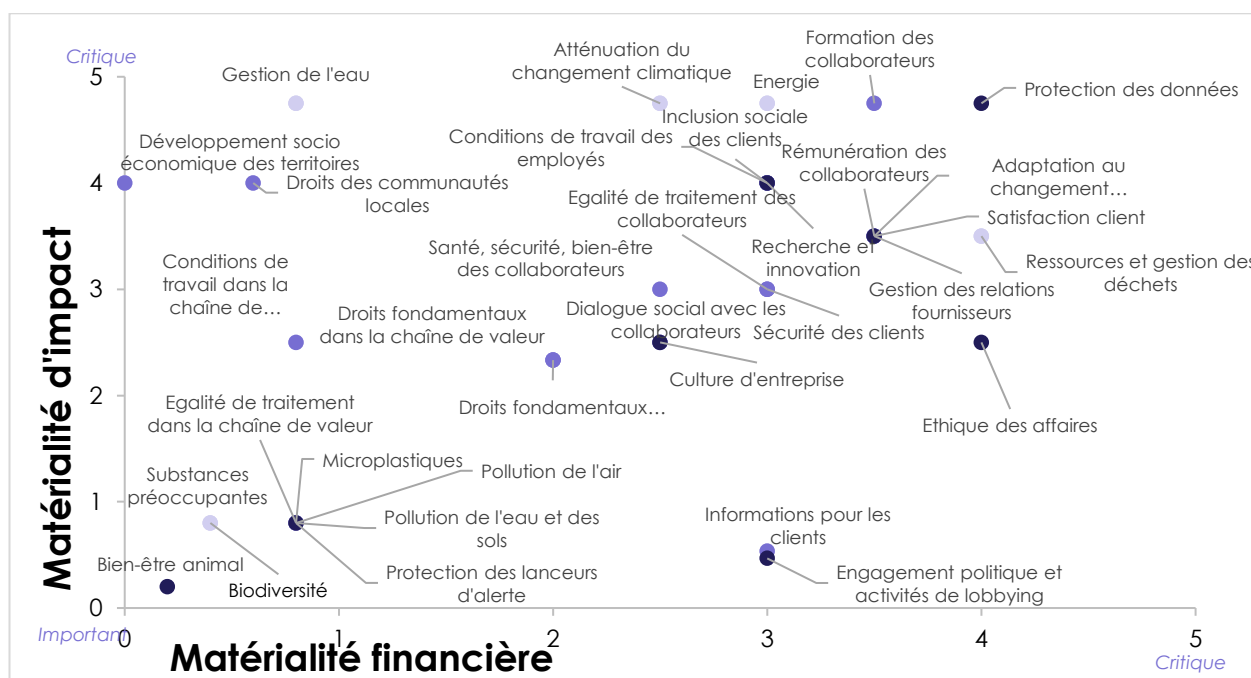 Critique
5
Gestion de l'eau
Atténuation du
changement climatique
Energie
Formation des
collaborateurs
Protection des données
Développement socio
économique des territoires
Conditions de travail des
employés
Inclusion sociale
des clients
Rémunération des
collaborateurs
Adaptation au
changement...
4
Droits des communautés
locales
Egalité de traitement des
collaborateurs
Satisfaction client
Conditions de
travail dans la
chaîne de...
Santé, sécurité, bien-être
des collaborateurs
Recherche et
innovation
Ressources et gestion des
déchets
3
Droits fondamentaux
dans la chaîne de valeur
Dialogue social avec les
collaborateurs
Sécurité des clients
Gestion des relations
fournisseurs
Matérialité d'impact
2
Culture d'entreprise
Droits fondamentaux...
Ethique des affaires
Egalité de traitement
dans la chaîne de valeur
Microplastiques
Pollution de l'air
Substances
préoccupantes
1
Pollution de l'eau et des
sols
Informations pour les
clients
Bien-être animal
Biodiversité
Protection des lanceurs
d'alerte
Engagement politique et
activités de lobbying
0
Important
0 1 2 3 4 5
Matérialité financière
Critique